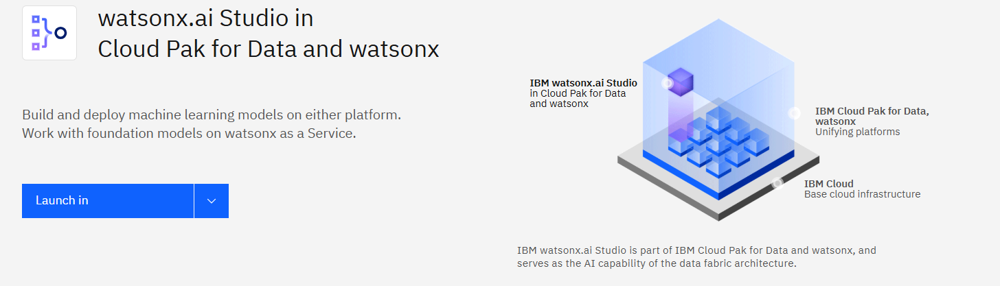 watsonx.ai Studio in
Cloud Pak for Data and watsonx
Build and deploy machine learning models on either platform.
Work with foundation models on watsonx as a Service.
Launch in
IBM watsonx.ai Studio
in Cloud Pak for Data
and watsonx
IBM Cloud Pak for Data,
watsonx
Unifying platforms
IBM Cloud
Base cloud infrastructure
IBM watsonx.ai Studio is part of IBM Cloud Pak for Data and watsonx, and
serves as the AI capability of the data fabric architecture.